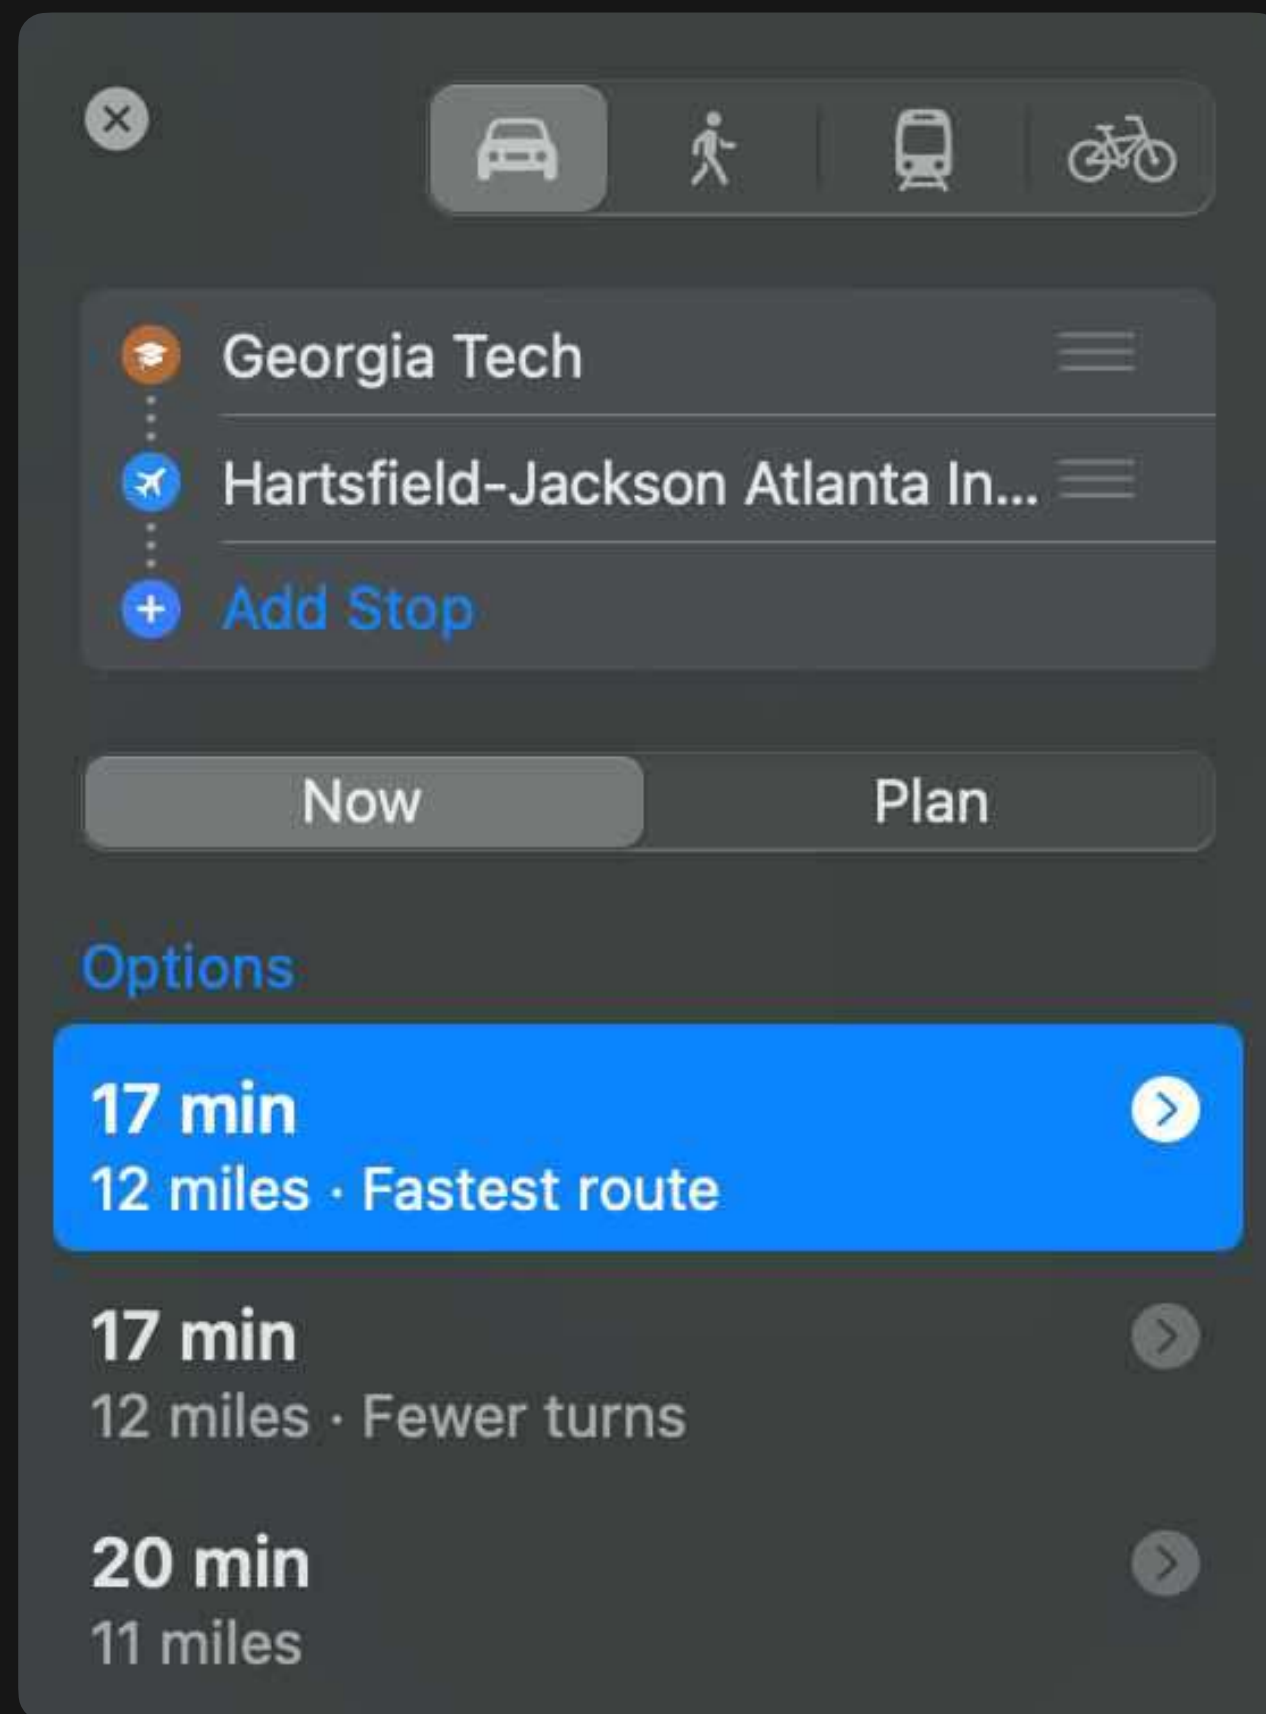 Georgia Tech
Hartsfield-Jackson Atlanta In...
Add Stop
Now Plan
Options
17 min
12 miles · Fastest route
17 min
12 miles · Fewer turns
20 min
11 miles